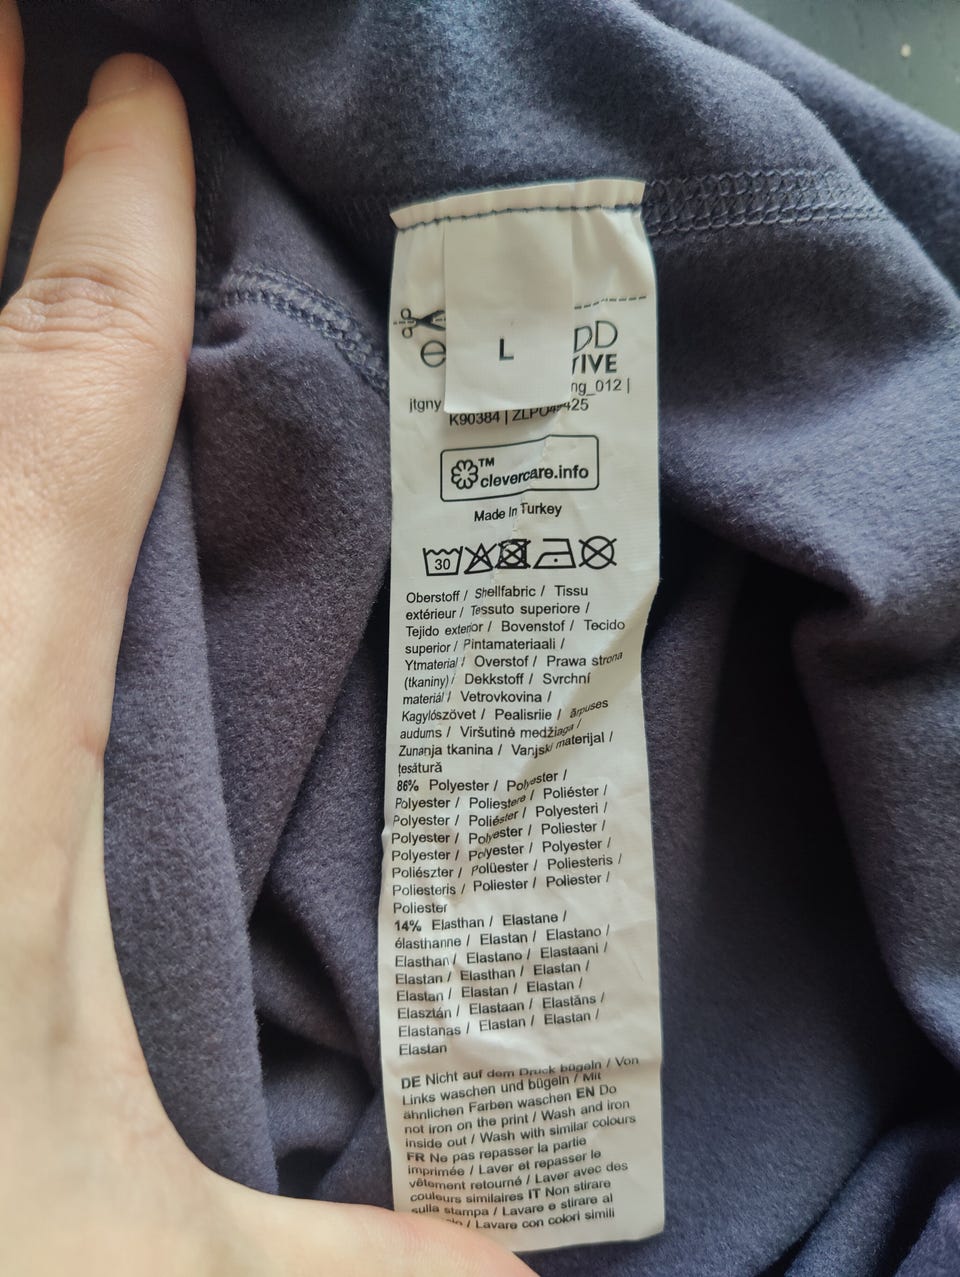 L
e DD
TIVE
jtgny ng_012 |
K90384 | ZLPO49425
TM
clevercare.info
Made In Turkey
30
Oberstoff / Shellfabric / Tissu
extérieur / Tessuto superiore /
Tejido exterior / Bovenstof / Tecido
superior / Pintamateriaali /
Ytmaterial / Overstof / Prawa strona
(tkaniny) / Dekkstoff / Svrchní
materiál / Vetrovkovina /
Kagylószövet / Pealisriie / ārpuses
audums / Viršutinė medžiaga /
Zunanja tkanina / Vanjski materijal /
țesătură
86% Polyester / Polyester /
Polyester / Poliestere / Poliéster /
Polyester / Poliéster / Polyesteri /
Polyester / Polyester / Poliester /
Polyester / Polyester / Polyester /
Poliészter / Polüester / Poliesteris /
Poliesteris / Poliester / Poliester /
Poliester
14% Elasthan / Elastane /
élasthanne / Elastan / Elastano /
Elasthan / Elastano / Elastaani /
Elastan / Elasthan / Elastan /
Elastan / Elastan / Elastan /
Elasztán / Elastaan / Elastāns /
Elastanas / Elastan / Elastan /
Elastan
DE Nicht auf dem Druck bügeln / Von
Links waschen und bügeln / Mit
ähnlichen Farben waschen EN Do
not iron on the print / Wash and iron
inside out / Wash with similar colours
FR Ne pas repasser la partie
imprimée / Laver et repasser le
vêtement retourné / Laver avec des
couleurs similaires IT Non stirare
sulla stampa / Lavare e stirare al
/ Lavare con colori simili